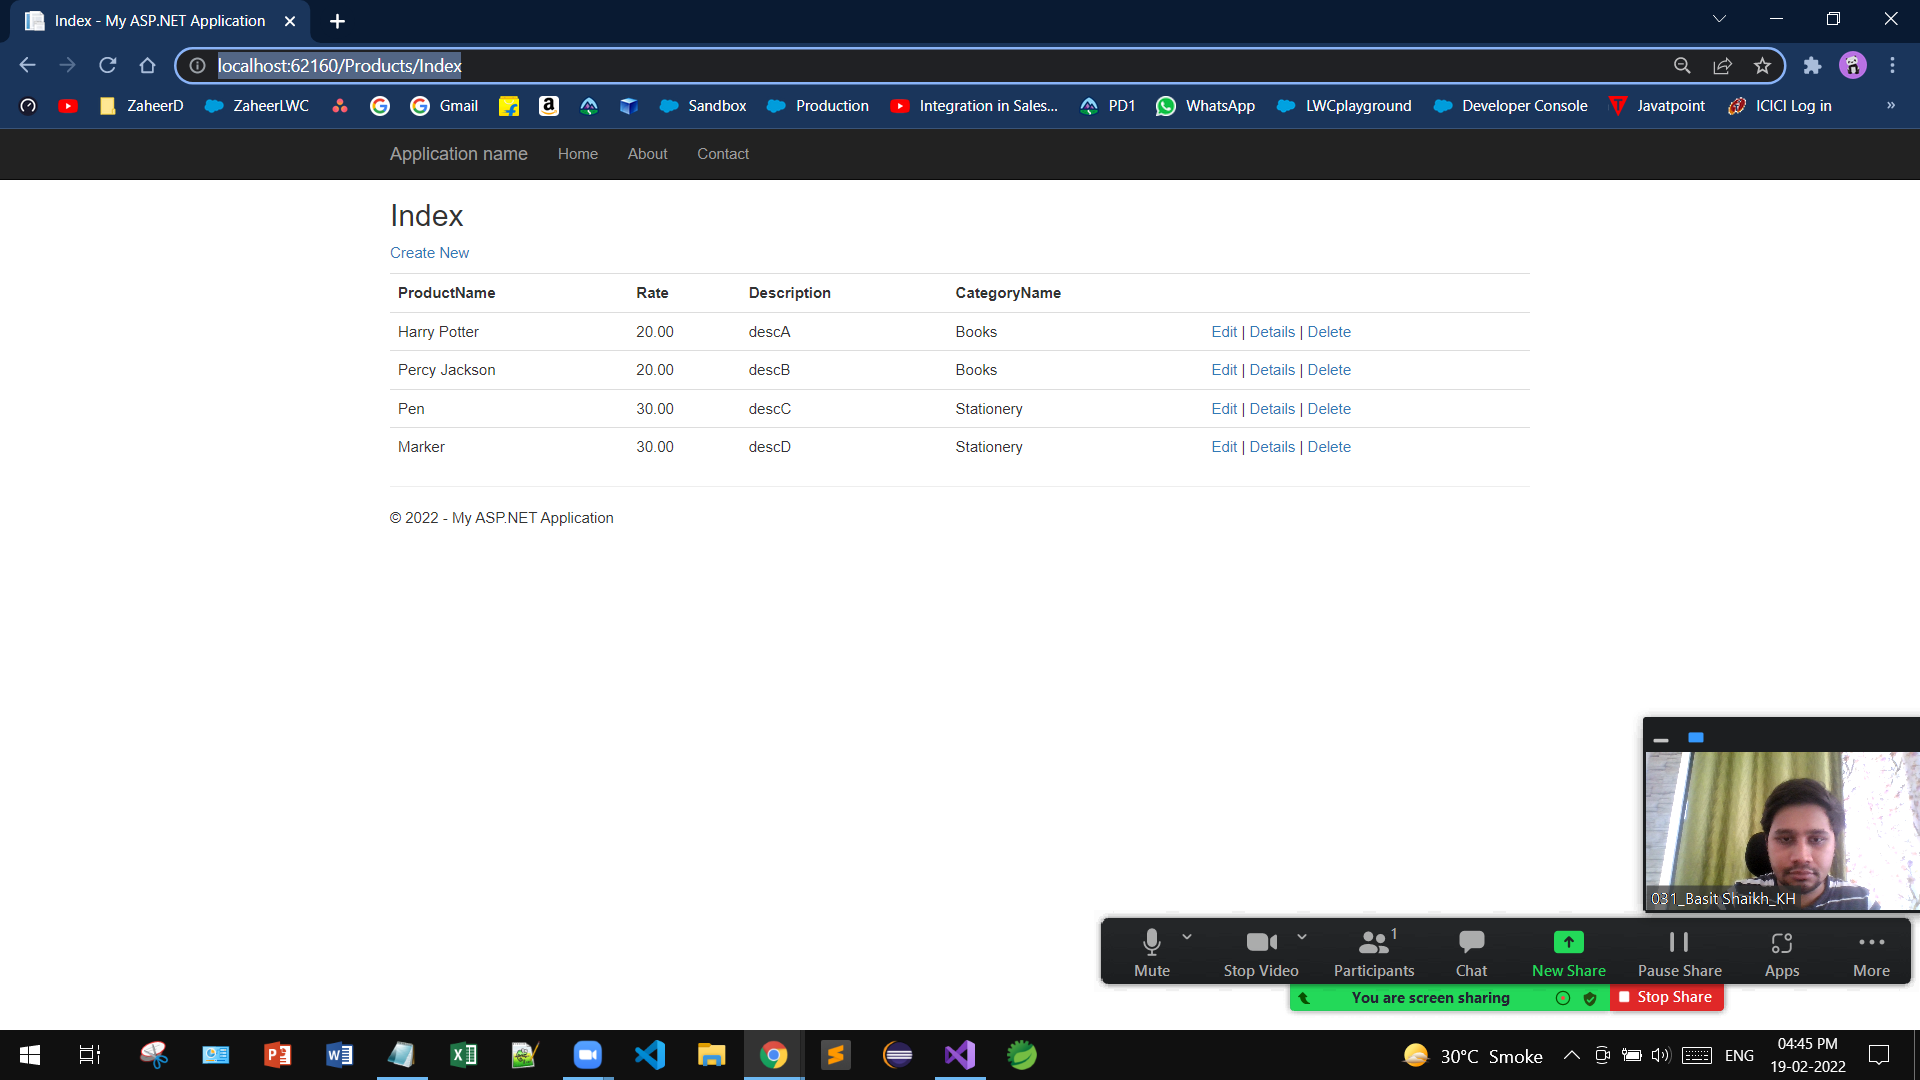 Index - My ASP.NET Application
localhost:62160/Products/Index
ZaheerD ZaheerLWC Gmail Sandbox Production Integration in Sales... PD1 WhatsApp LWCplayground Developer Console Javatpoint ICICI Log in »
Application name Home About Contact
Index
Create New
ProductName Rate Description CategoryName
Harry Potter 20.00 descA Books Edit | Details | Delete
Percy Jackson 20.00 descB Books Edit | Details | Delete
Pen 30.00 descC Stationery Edit | Details | Delete
Marker 30.00 descD Stationery Edit | Details | Delete
© 2022 - My ASP.NET Application
031_Basit Shaikh_KH
1
Mute Stop Video Participants Chat New Share Pause Share Apps More
You are screen sharing Stop Share
30°C Smoke ENG 04:45 PM
19-02-2022